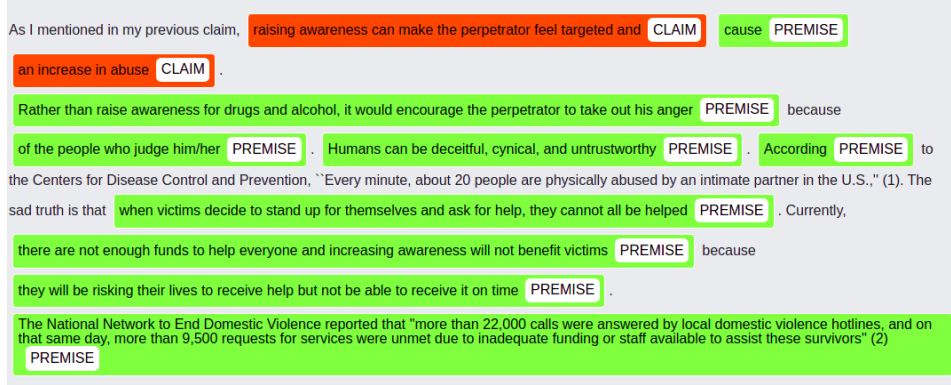 As I mentioned in my previous claim, raising awareness can make the perpetrator feel targeted and CLAIM cause PREMISE
an increase in abuse CLAIM .
Rather than raise awareness for drugs and alcohol, it would encourage the perpetrator to take out his anger PREMISE because
of the people who judge him/her PREMISE . Humans can be deceitful, cynical, and untrustworthy PREMISE . According PREMISE to
the Centers for Disease Control and Prevention, ``Every minute, about 20 people are physically abused by an intimate partner in the U.S.,'' (1). The
sad truth is that when victims decide to stand up for themselves and ask for help, they cannot all be helped PREMISE . Currently,
there are not enough funds to help everyone and increasing awareness will not benefit victims PREMISE because
they will be risking their lives to receive help but not be able to receive it on time PREMISE .
The National Network to End Domestic Violence reported that "more than 22,000 calls were answered by local domestic violence hotlines, and on
that same day, more than 9,500 requests for services were unmet due to inadequate funding or staff available to assist these survivors" (2)
PREMISE